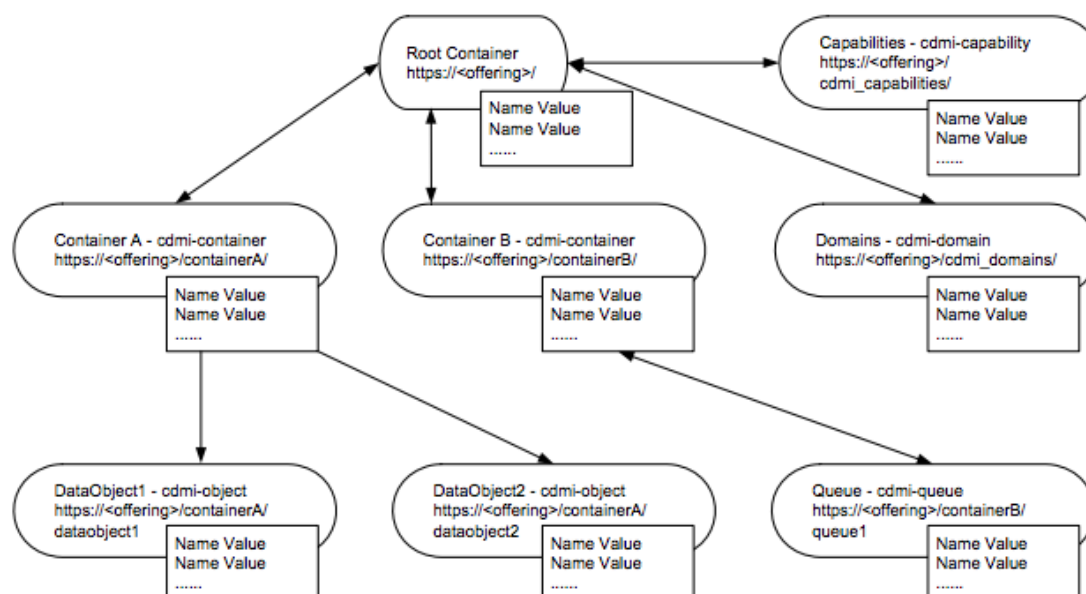 Root Container
https://<offering>/
Name Value
Name Value
......
Capabilities - cdmi-capability
https://<offering>/
cdmi_capabilities/
Name Value
Name Value
......
Container A - cdmi-container
https://<offering>/containerA/
Name Value
Name Value
......
Container B - cdmi-container
https://<offering>/containerB/
Name Value
Name Value
......
Domains - cdmi-domain
https://<offering>/cdmi_domains/
Name Value
Name Value
......
DataObject1 - cdmi-object
https://<offering>/containerA/
dataobject1
Name Value
Name Value
......
DataObject2 - cdmi-object
https://<offering>/containerA/
dataobject2
Name Value
Name Value
......
Queue - cdmi-queue
https://<offering>/containerB/
queue1
Name Value
Name Value
......